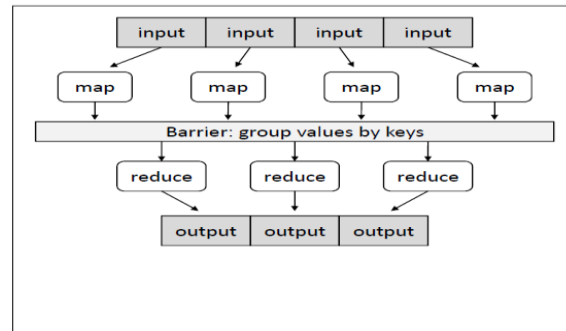 input input input input
map map map map
Barrier: group values by keys
reduce reduce reduce
output output output